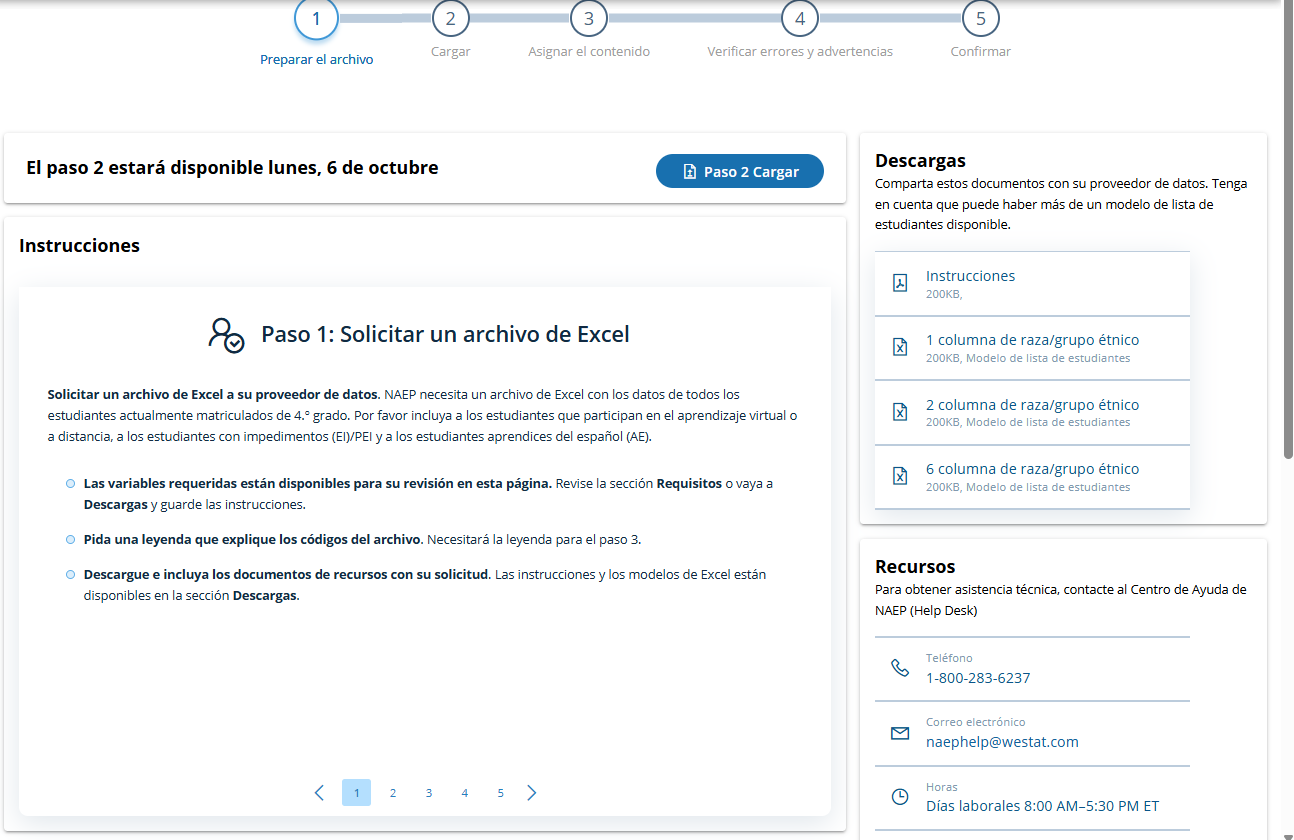 1
2
3
4
5
Preparar el archivo
Cargar
Asignar el contenido
Verificar errores y advertencias
Confirmar
El paso 2 estará disponible lunes, 6 de octubre
Paso 2 Cargar
Instrucciones
Paso 1: Solicitar un archivo de Excel
Solicitar un archivo de Excel a su proveedor de datos. NAEP necesita un archivo de Excel con los datos de todos los
estudiantes actualmente matriculados de 4.º grado. Por favor incluya a los estudiantes que participan en el aprendizaje virtual o
a distancia, a los estudiantes con impedimentos (EI)/PEI y a los estudiantes aprendices del español (AE).
Las variables requeridas están disponibles para su revisión en esta página. Revise la sección Requisitos o vaya a
Descargas y guarde las instrucciones.
Pida una leyenda que explique los códigos del archivo. Necesitará la leyenda para el paso 3.
Descargue e incluya los documentos de recursos con su solicitud. Las instrucciones y los modelos de Excel están
disponibles en la sección Descargas.
1 2 3 4 5
Descargas
Comparta estos documentos con su proveedor de datos. Tenga
en cuenta que puede haber más de un modelo de lista de
estudiantes disponible.
Instrucciones
200KB,
1 columna de raza/grupo étnico
200KB, Modelo de lista de estudiantes
2 columna de raza/grupo étnico
200KB, Modelo de lista de estudiantes
6 columna de raza/grupo étnico
200KB, Modelo de lista de estudiantes
Recursos
Para obtener asistencia técnica, contacte al Centro de Ayuda de
NAEP (Help Desk)
Teléfono
1-800-283-6237
Correo electrónico
naephelp@westat.com
Horas
Días laborales 8:00 AM–5:30 PM ET